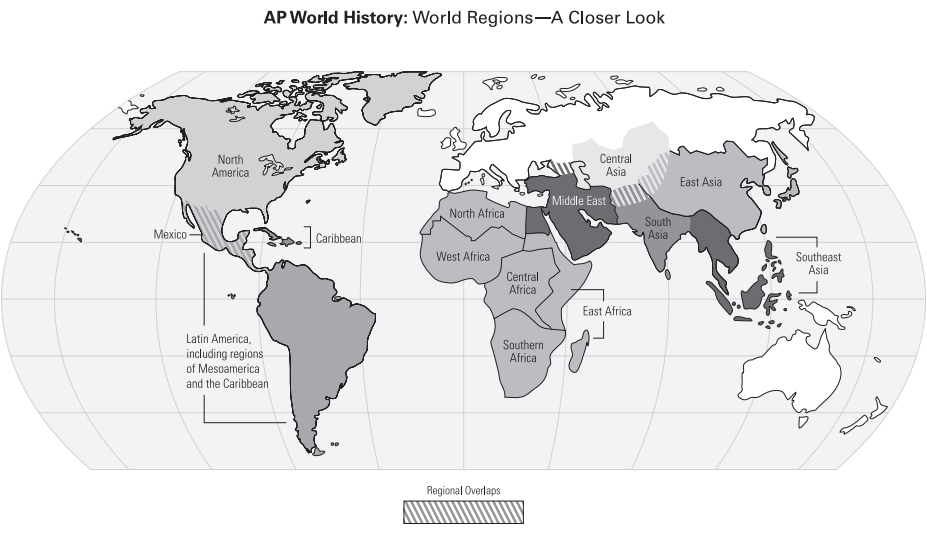 AP World History: World Regions—A Closer Look
North
America
Central
Asia
East Asia
Middle East
North Africa
South
Asia
Mexico
Caribbean
West Africa
Southeast
Asia
Central
Africa
East Africa
Latin America,
including regions
of Mesoamerica
and the Caribbean
Southern
Africa
Regional Overlaps